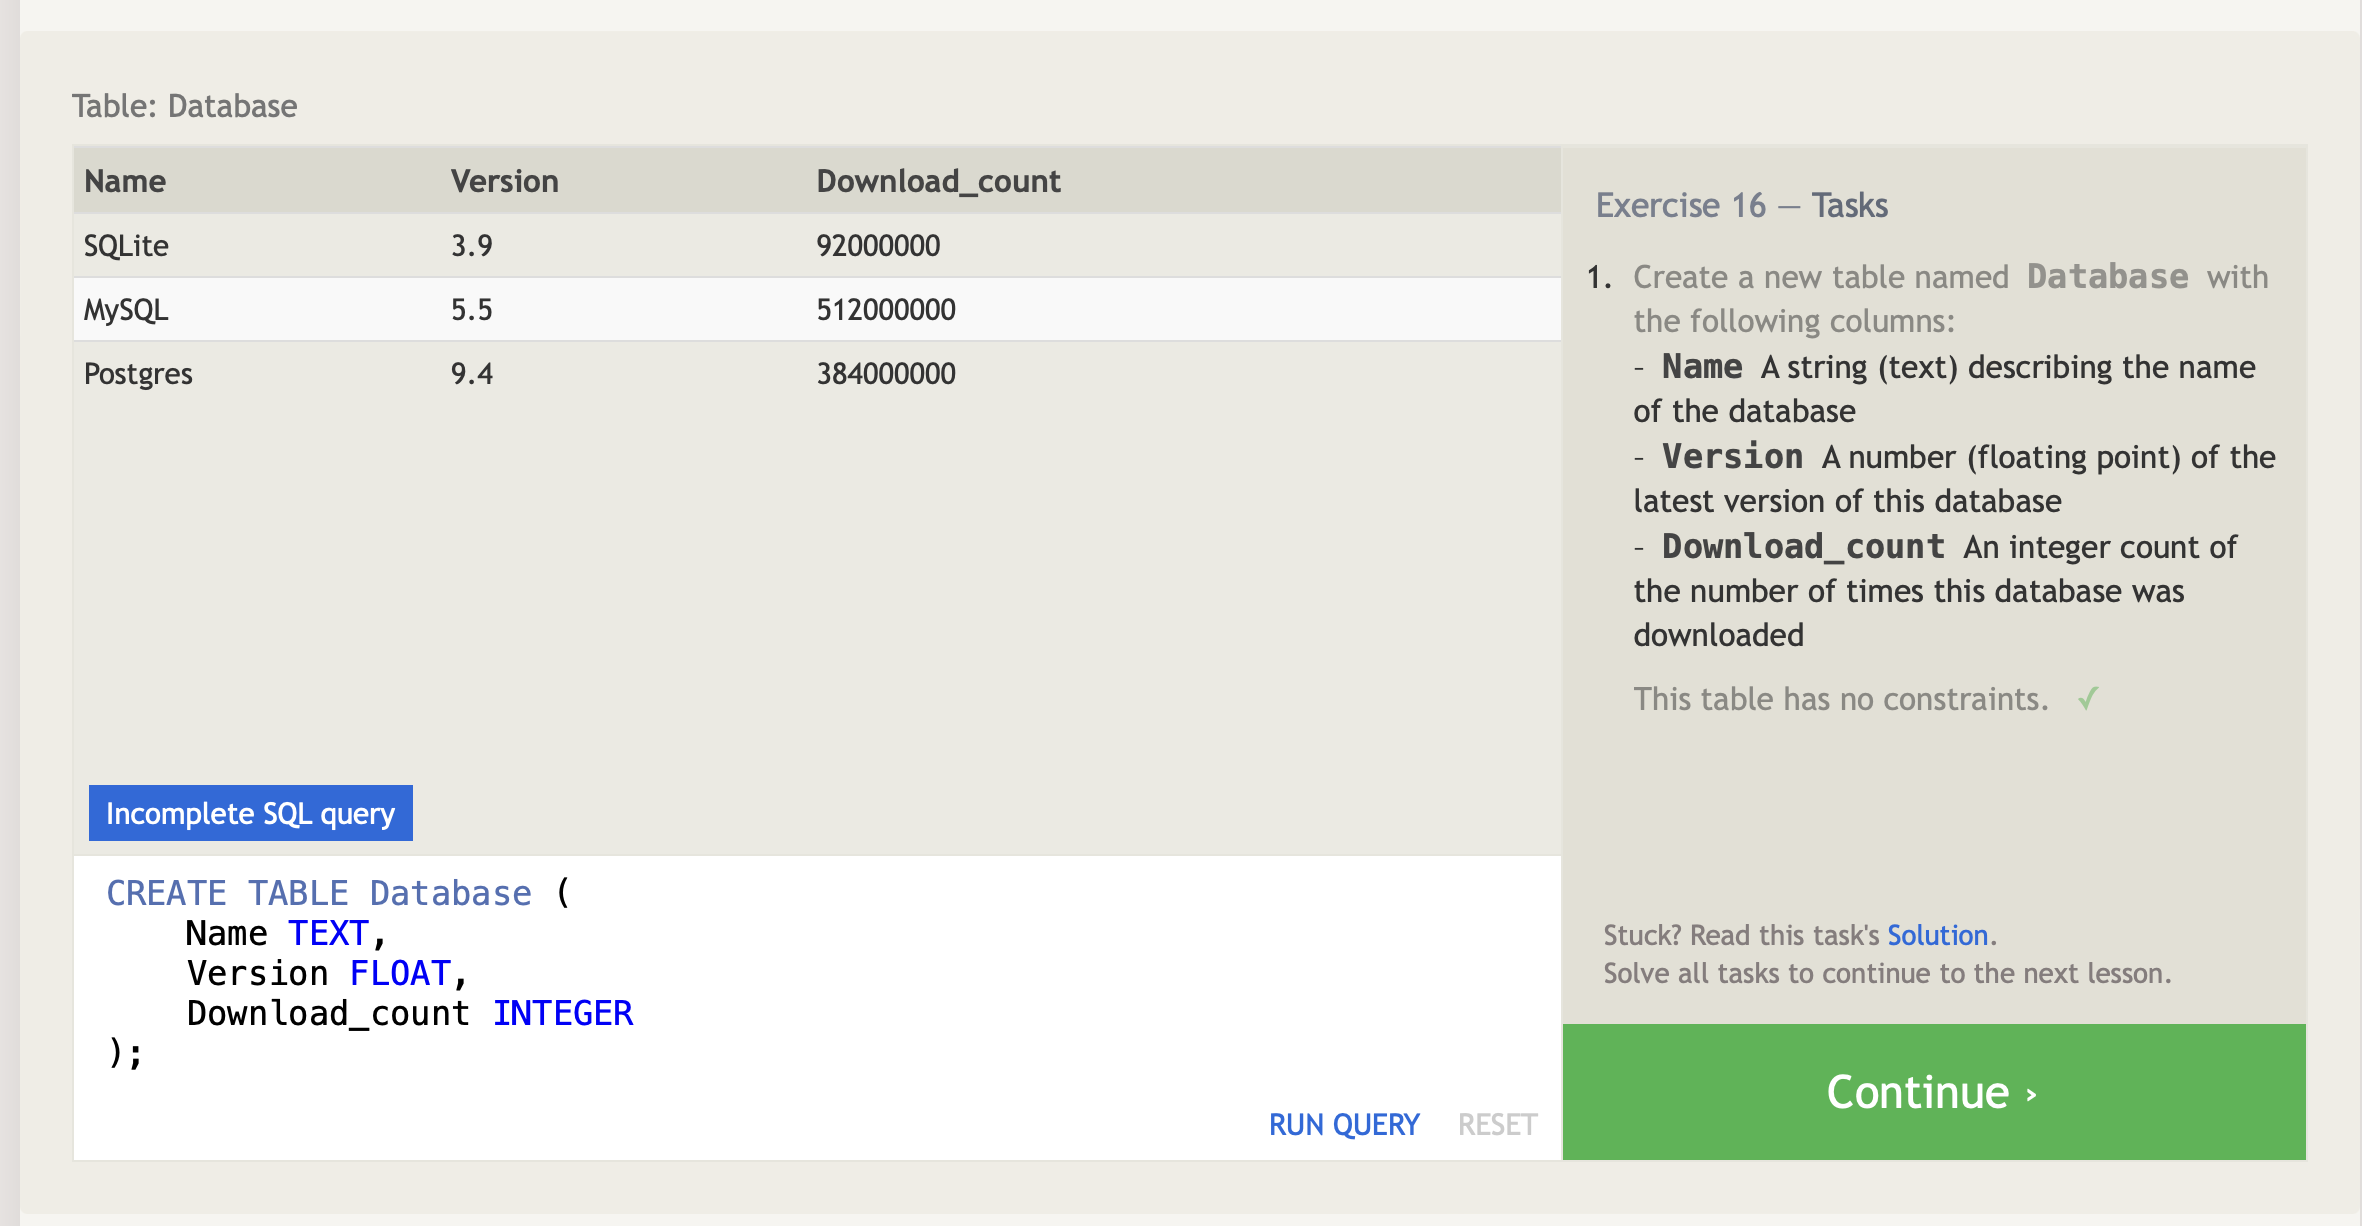 Table: Database
Name Version Download_count
SQLite 3.9 92000000
MySQL 5.5 512000000
Postgres 9.4 384000000
Incomplete SQL query
CREATE TABLE Database (
    Name TEXT,
    Version FLOAT,
    Download_count INTEGER
);
RUN QUERY RESET
Exercise 16 — Tasks
1. Create a new table named Database with
the following columns:
- Name A string (text) describing the name
of the database
- Version A number (floating point) of the
latest version of this database
- Download_count An integer count of
the number of times this database was
downloaded
This table has no constraints. ✓
Stuck? Read this task's Solution.
Solve all tasks to continue to the next lesson.
Continue ›